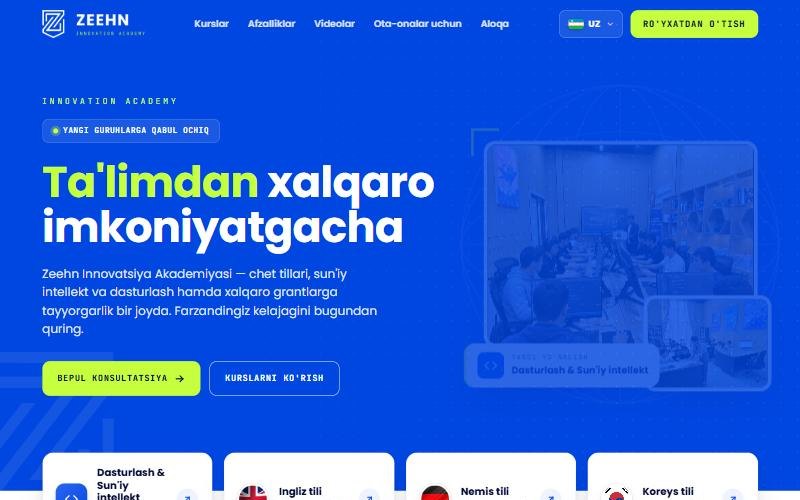 ZEEHN
INNOVATION ACADEMY
Kurslar
Afzalliklar
Videolar
Ota-onalar uchun
Aloqa
UZ
RO'YXATDAN O'TISH
INNOVATION ACADEMY
YANGI GURUHLARGA QABUL OCHIQ
Ta'limdan xalqaro
imkoniyatgacha
Zeehn Innovatsiya Akademiyasi — chet tillari, sun'iy
intellekt va dasturlash hamda xalqaro grantlarga
tayyorgarlik bir joyda. Farzandingiz kelajagini bugundan
quring.
BEPUL KONSULTATSIYA →
KURSLARNI KO'RISH
YANGI YO'NALISH
Dasturlash & Sun'iy intellekt
Dasturlash &
Sun'iy
intellekt
Ingliz tili
Nemis tili
Koreys tili